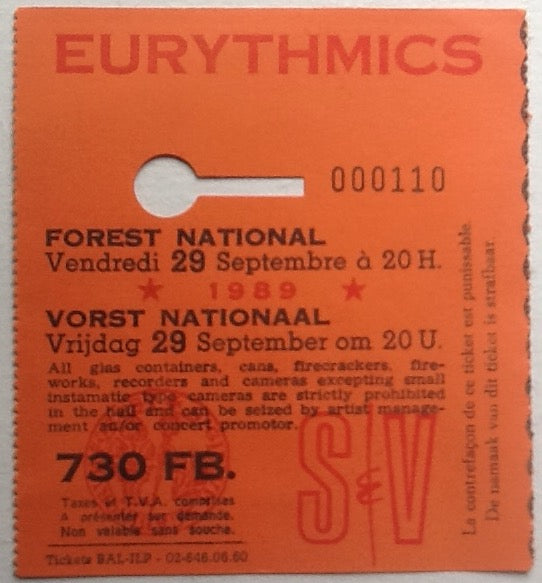 EURYTHMICS
000110
FOREST NATIONAL
Vendredi 29 Septembre à 20 H.
★ 1989 ★
VORST NATIONAAL
Vrijdag 29 September om 20 U.
All glas containers, cans, firecrackers, fire-
works, recorders and cameras excepting small
instamatic type cameras are strictly prohibited
in the hall and can be seized by artist manage-
ment an/or concert promotor.
730 FB.
S&V
Taxes et T.V.A. comprises
A présenter sur demande.
Non valable sans souche.
Tickets BAL-ILP - 02-646.06.60
La contrefaçon de ce ticket est punissable.
De namaak van dit ticket is strafbaar.